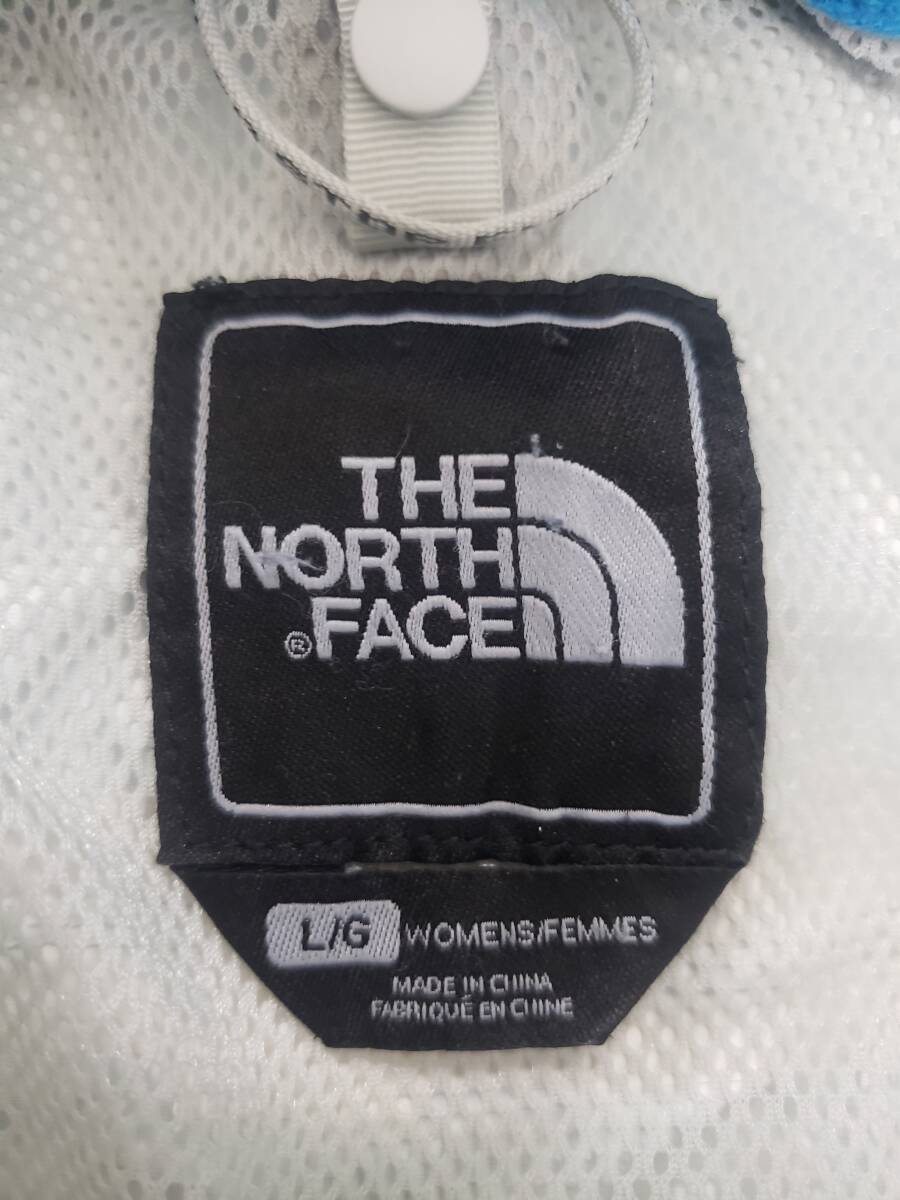 THE
NORTH
®FACE
L/G WOMENS/FEMMES
MADE IN CHINA
FABRIQUÉ EN CHINE